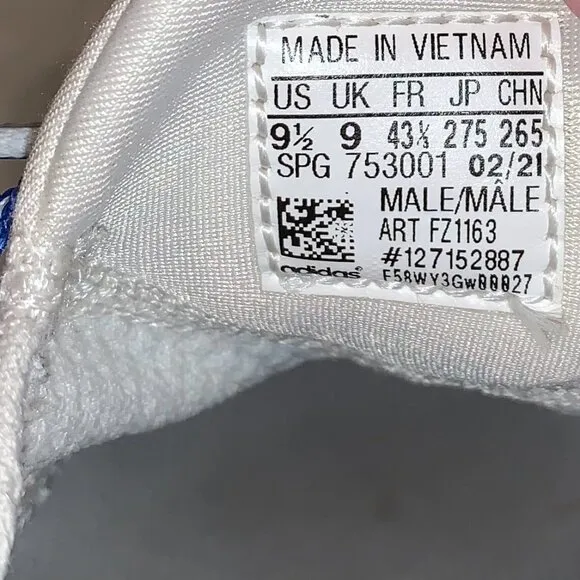 MADE IN VIETNAM
US UK FR JP CHN
9½ 9 43⅓ 275 265
SPG 753001 02/21
MALE/MÂLE
ART FZ1163
#127152887
adidas® E58WY3Gw00027